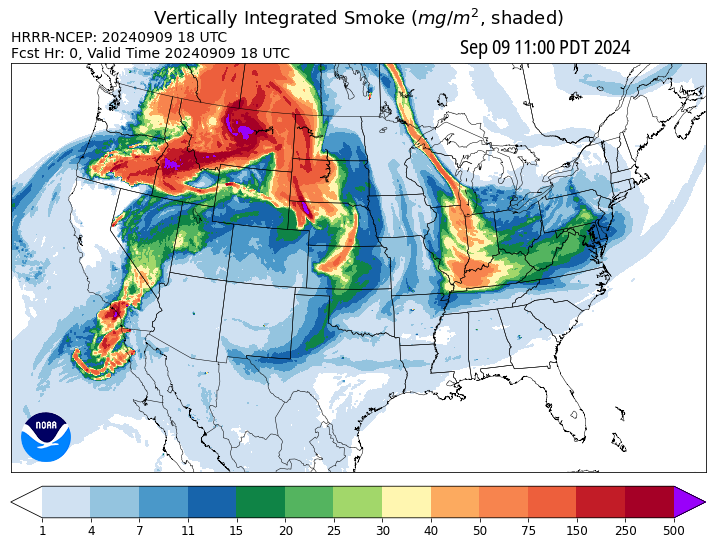 Vertically Integrated Smoke (mg/m², shaded)
HRRR-NCEP: 20240909 18 UTC
Fcst Hr: 0, Valid Time 20240909 18 UTC
Sep 09 11:00 PDT 2024
NOAA
1 4 7 11 15 20 25 30 40 50 75 150 250 500